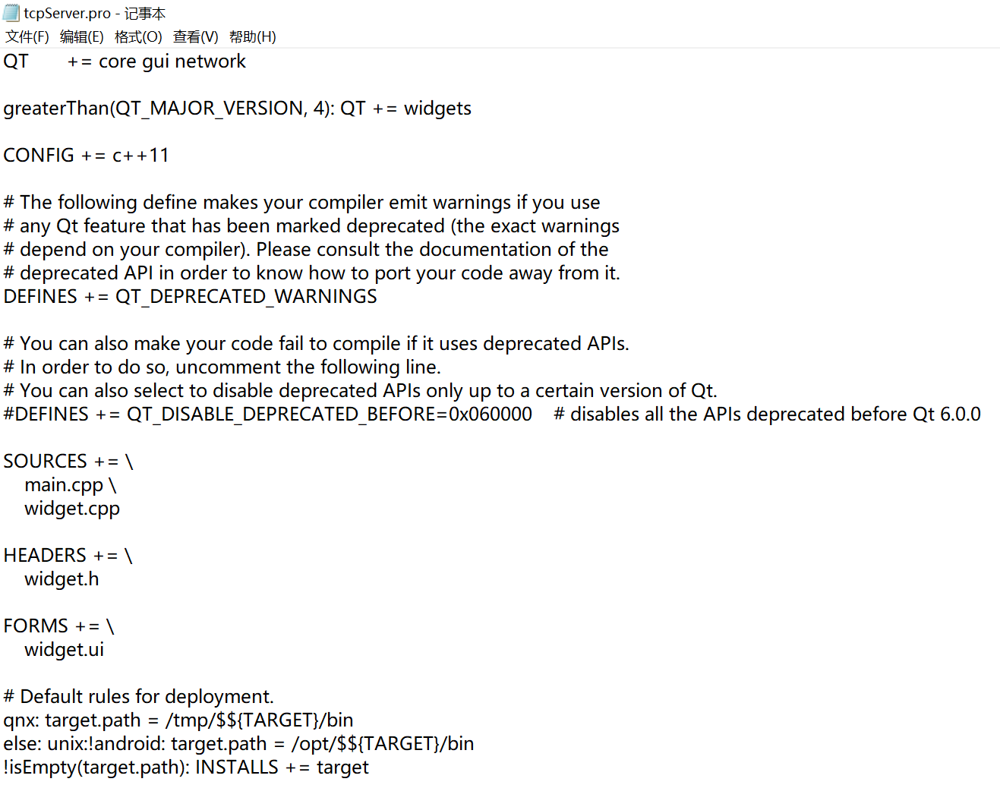 tcpServer.pro - 记事本
文件(F) 编辑(E) 格式(O) 查看(V) 帮助(H)
QT       += core gui network
greaterThan(QT_MAJOR_VERSION, 4): QT += widgets
CONFIG += c++11
# The following define makes your compiler emit warnings if you use
# any Qt feature that has been marked deprecated (the exact warnings
# depend on your compiler). Please consult the documentation of the
# deprecated API in order to know how to port your code away from it.
DEFINES += QT_DEPRECATED_WARNINGS
# You can also make your code fail to compile if it uses deprecated APIs.
# In order to do so, uncomment the following line.
# You can also select to disable deprecated APIs only up to a certain version of Qt.
#DEFINES += QT_DISABLE_DEPRECATED_BEFORE=0x060000    # disables all the APIs deprecated before Qt 6.0.0
SOURCES += \
    main.cpp \
    widget.cpp
HEADERS += \
    widget.h
FORMS += \
    widget.ui
# Default rules for deployment.
qnx: target.path = /tmp/$${TARGET}/bin
else: unix:!android: target.path = /opt/$${TARGET}/bin
!isEmpty(target.path): INSTALLS += target